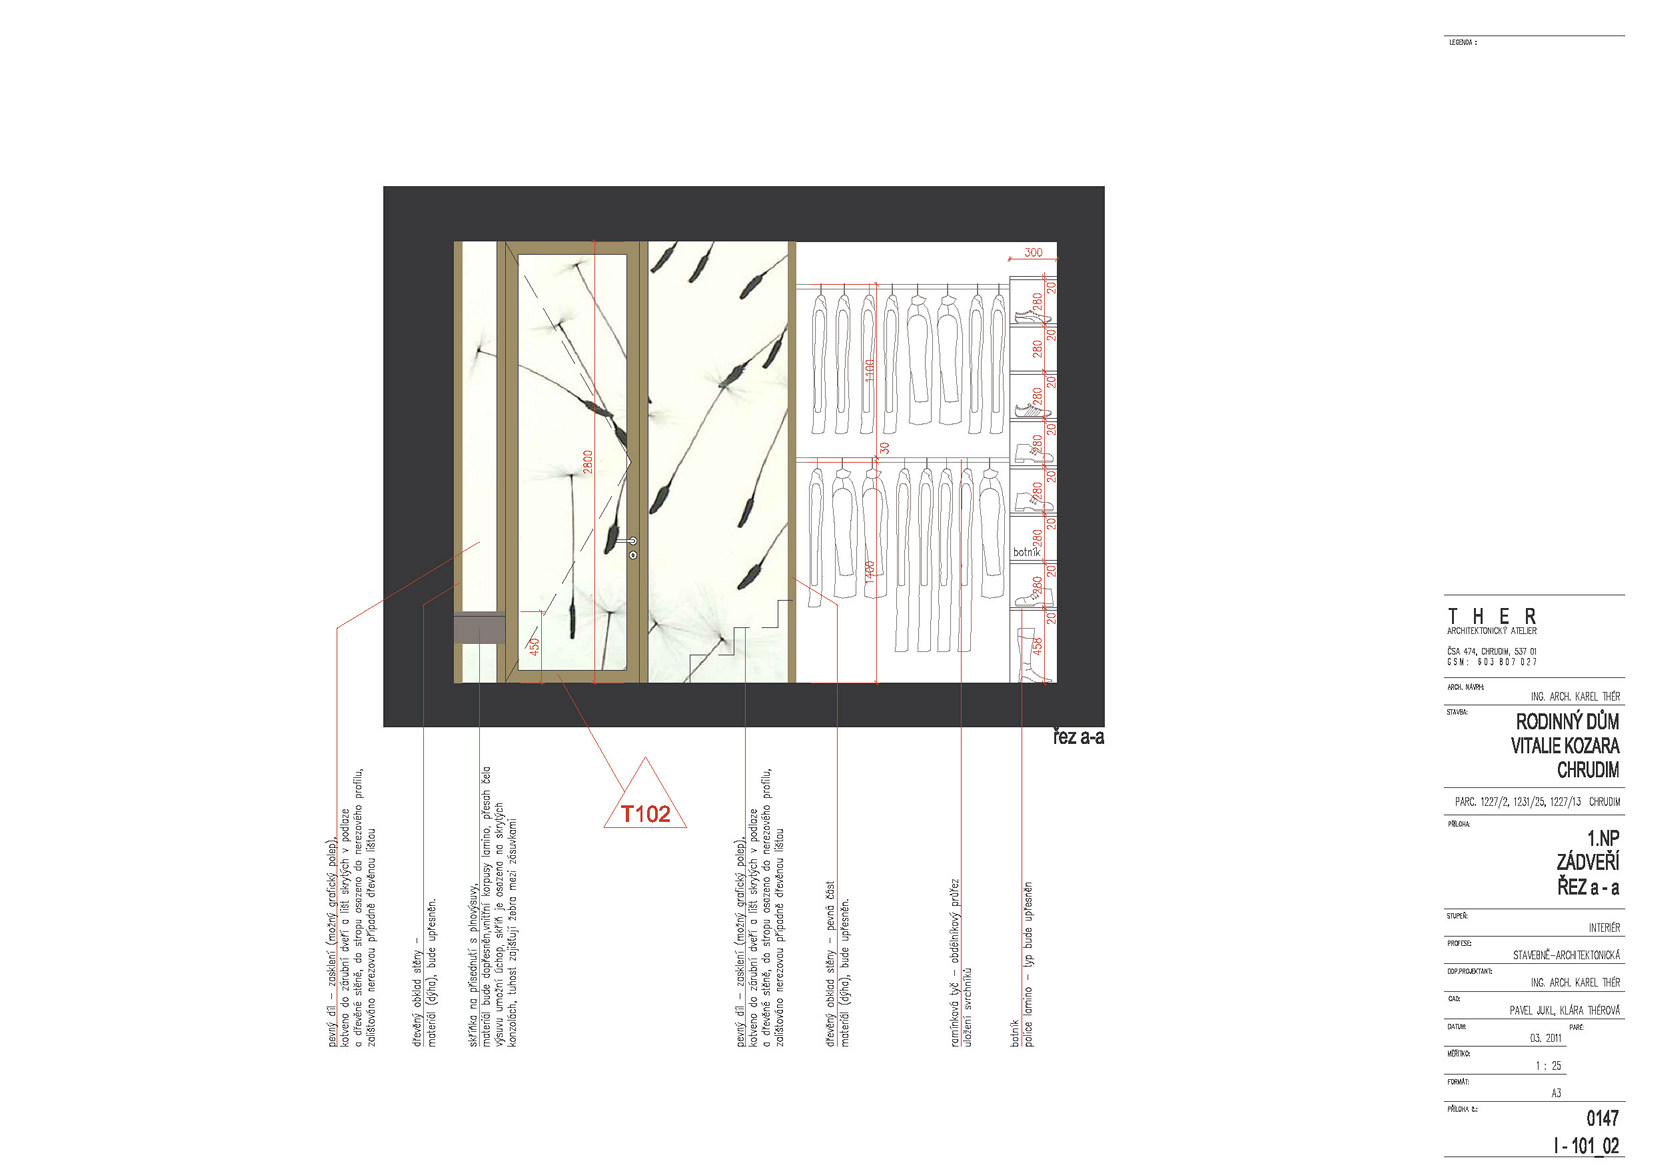 LEGENDA :
300
20
280
20
280
20
280
20
280
20
280
20
280
20
280
20
458
1100
30
1400
2800
450
botník
řez a-a
T102
pevný díl – zasklení (možný grafický polep),
kotveno do zárubní dveří a lišt skrytých v podlaze
a dřevěné stěně, do stropu osazeno do nerezového profilu,
zalištováno nerezovou případně dřevěnou lištou
dřevěný obklad stěny –
materiál (dýha), bude upřesněn.
skříňka na přisednutí s plnovýsuvy,
materiál bude dopřesněn,vnitřní korpusy lamino, přesah čela
výsuvu umožní úchop, skříň je osazena na skrytých
konzolách, tuhost zajišťují žebra mezi zásuvkami
pevný díl – zasklení (možný grafický polep),
kotveno do zárubní dveří a lišt skrytých v podlaze
a dřevěné stěně, do stropu osazeno do nerezového profilu,
zalištováno nerezovou případně dřevěnou lištou
dřevěný obklad stěny – pevná část
materiál (dýha), bude upřesněn.
ramínková tyč – obdélníkový průřez
uložení svrchníků
botník
police lamino – typ bude upřesněn
THER
ARCHITEKTONICKÝ ATELIER
ČSA 474, CHRUDIM, 537 01
GSM: 603 807 027
ARCH. NÁVRH:
ING. ARCH. KAREL THÉR
STAVBA:
RODINNÝ DŮM
VITALIE KOZARA
CHRUDIM
PARC. 1227/2, 1231/25, 1227/13 CHRUDIM
PŘÍLOHA:
1.NP
ZÁDVEŘÍ
ŘEZ a - a
STUPEŇ:
INTERIÉR
PROFESE:
STAVEBNĚ-ARCHITEKTONICKÁ
ODP.PROJEKTANT:
ING. ARCH. KAREL THÉR
CAD:
PAVEL JUKL, KLÁRA THÉROVÁ
DATUM: PARÉ:
03. 2011
MĚŘÍTKO:
1 : 25
FORMÁT:
A3
PŘÍLOHA č.:
0147
I - 101_02